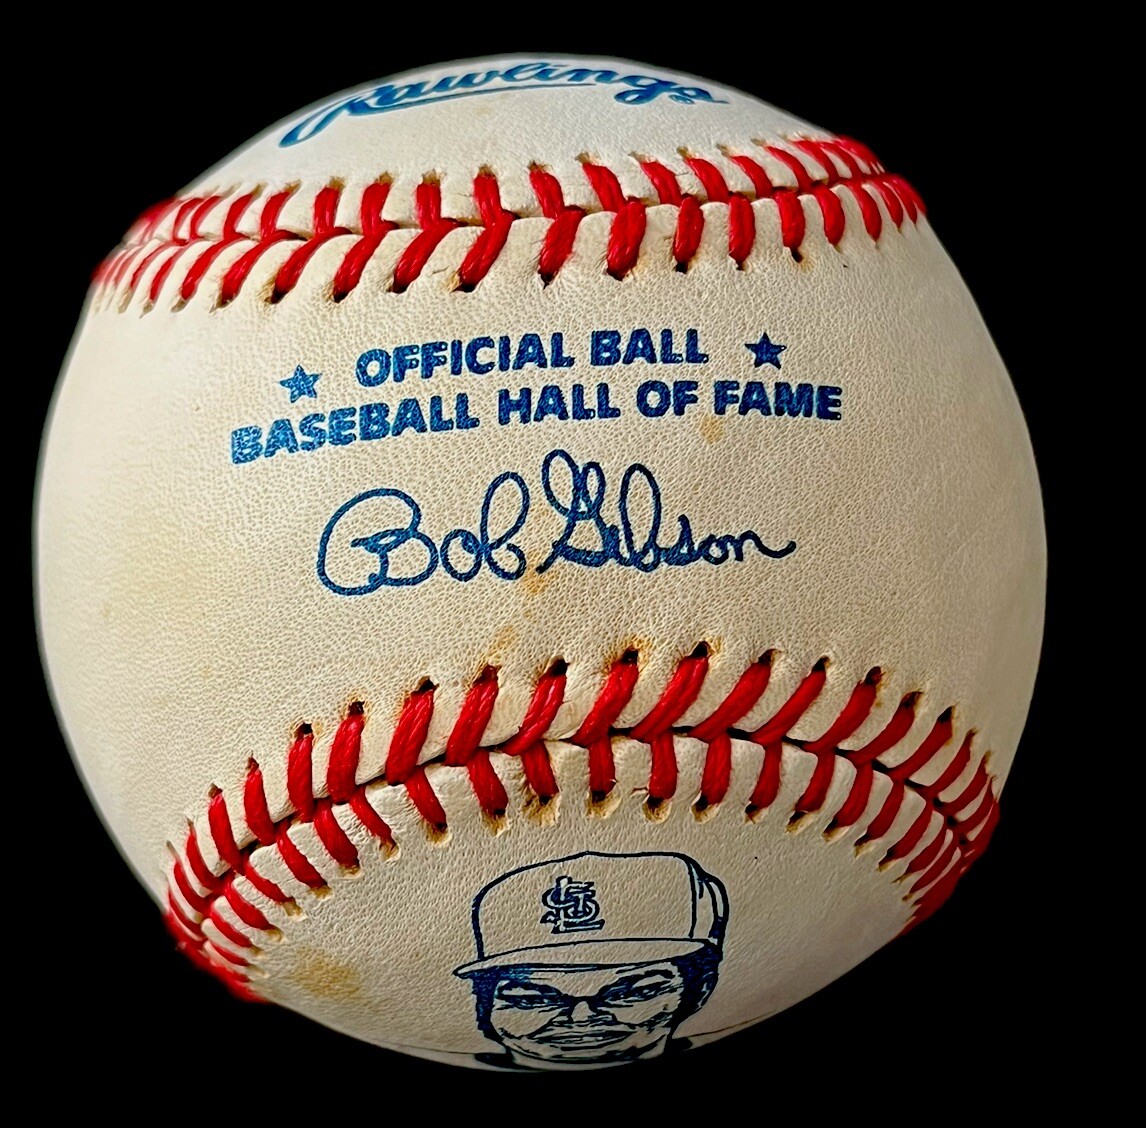 Rawlings®
OFFICIAL BALL
BASEBALL HALL OF FAME
Bob Gibson
STL